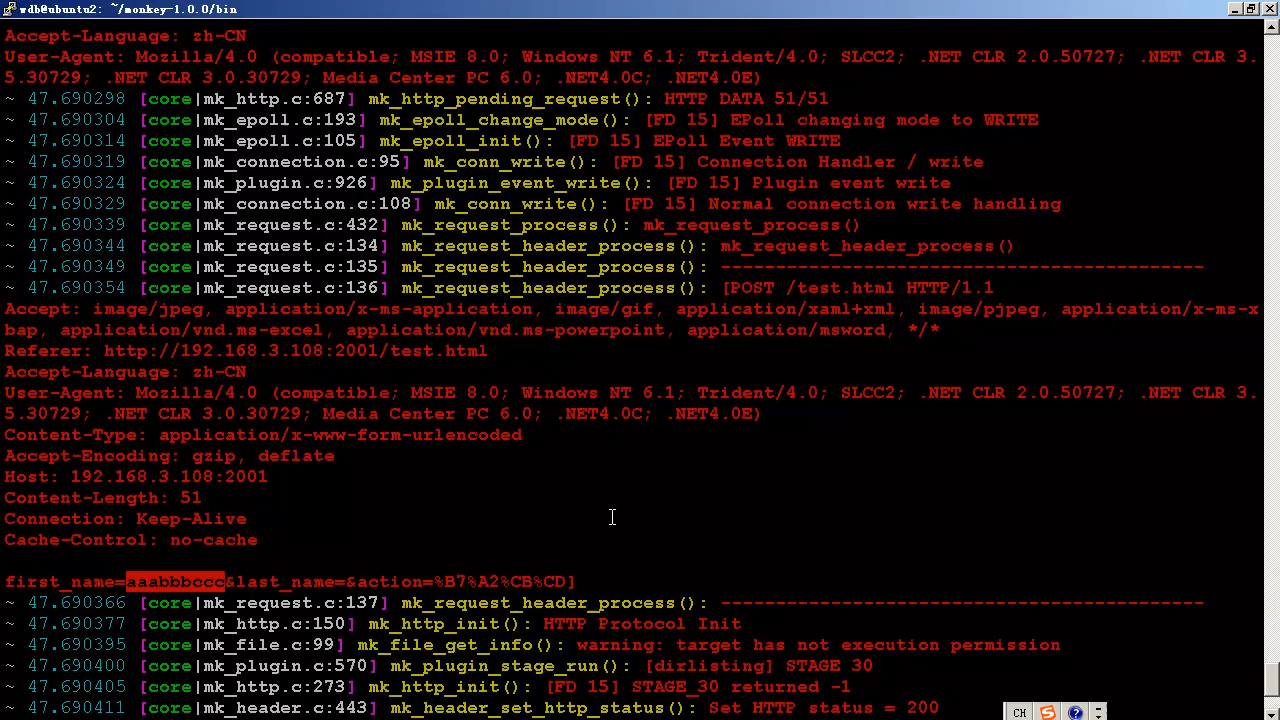 wdb@ubuntu2: ~/monkey-1.0.0/bin
Accept-Language: zh-CN
User-Agent: Mozilla/4.0 (compatible; MSIE 8.0; Windows NT 6.1; Trident/4.0; SLCC2; .NET CLR 2.0.50727; .NET CLR 3.
5.30729; .NET CLR 3.0.30729; Media Center PC 6.0; .NET4.0C; .NET4.0E)
~ 47.690298 [core|mk_http.c:687] mk_http_pending_request(): HTTP DATA 51/51
~ 47.690304 [core|mk_epoll.c:193] mk_epoll_change_mode(): [FD 15] EPoll changing mode to WRITE
~ 47.690314 [core|mk_epoll.c:105] mk_epoll_init(): [FD 15] EPoll Event WRITE
~ 47.690319 [core|mk_connection.c:95] mk_conn_write(): [FD 15] Connection Handler / write
~ 47.690324 [core|mk_plugin.c:926] mk_plugin_event_write(): [FD 15] Plugin event write
~ 47.690329 [core|mk_connection.c:108] mk_conn_write(): [FD 15] Normal connection write handling
~ 47.690339 [core|mk_request.c:432] mk_request_process(): mk_request_process()
~ 47.690344 [core|mk_request.c:134] mk_request_header_process(): mk_request_header_process()
~ 47.690349 [core|mk_request.c:135] mk_request_header_process(): --------------------------------------------
~ 47.690354 [core|mk_request.c:136] mk_request_header_process(): [POST /test.html HTTP/1.1
Accept: image/jpeg, application/x-ms-application, image/gif, application/xaml+xml, image/pjpeg, application/x-ms-x
bap, application/vnd.ms-excel, application/vnd.ms-powerpoint, application/msword, */*
Referer: http://192.168.3.108:2001/test.html
Accept-Language: zh-CN
User-Agent: Mozilla/4.0 (compatible; MSIE 8.0; Windows NT 6.1; Trident/4.0; SLCC2; .NET CLR 2.0.50727; .NET CLR 3.
5.30729; .NET CLR 3.0.30729; Media Center PC 6.0; .NET4.0C; .NET4.0E)
Content-Type: application/x-www-form-urlencoded
Accept-Encoding: gzip, deflate
Host: 192.168.3.108:2001
Content-Length: 51
Connection: Keep-Alive
Cache-Control: no-cache
first_name=aaabbbccc&last_name=&action=%B7%A2%CB%CD]
~ 47.690366 [core|mk_request.c:137] mk_request_header_process(): --------------------------------------------
~ 47.690377 [core|mk_http.c:150] mk_http_init(): HTTP Protocol Init
~ 47.690395 [core|mk_file.c:99] mk_file_get_info(): warning: target has not execution permission
~ 47.690400 [core|mk_plugin.c:570] mk_plugin_stage_run(): [dirlisting] STAGE 30
~ 47.690405 [core|mk_http.c:273] mk_http_init(): [FD 15] STAGE_30 returned -1
~ 47.690411 [core|mk_header.c:443] mk_header_set_http_status(): Set HTTP status = 200
CH